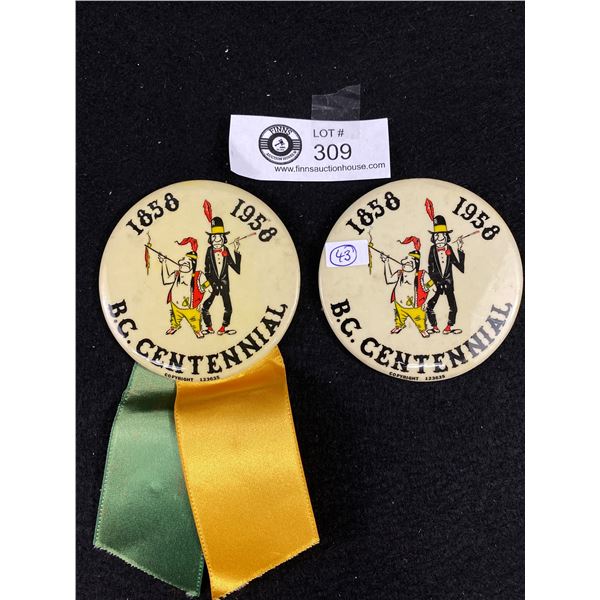 FINNS
AUCTION HOUSE
LOT #
309
www.finnsauctionhouse.com
1858 1958
B.C. CENTENNIAL
COPYRIGHT 123635
1858 1958
43
B.C. CENTENNIAL
COPYRIGHT 123635